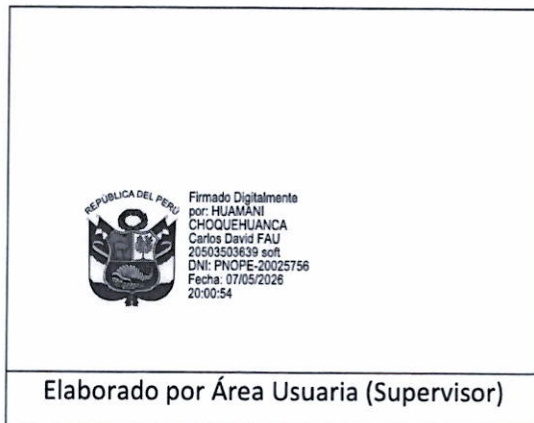 REPÚBLICA DEL PERÚ
Firmado Digitalmente
por: HUAMANI
CHOQUEHUANCA
Carlos David FAU
20503503639 soft
DNI: PNOPE-20025756
Fecha: 07/05/2026
20:00:54
Elaborado por Área Usuaria (Supervisor)